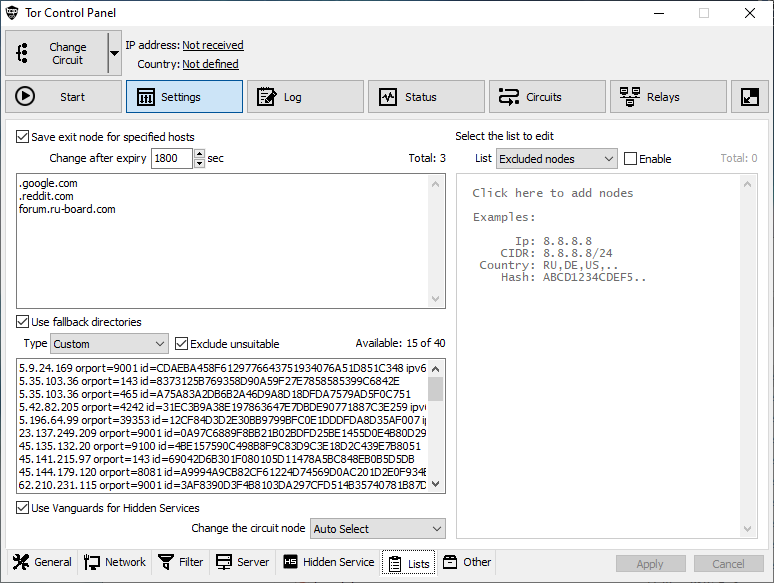 Tor Control Panel
Change Circuit
IP address: Not received
Country: Not defined
Start
Settings
Log
Status
Circuits
Relays
Save exit node for specified hosts
Change after expiry 1800 sec
Total: 3
.google.com
.reddit.com
forum.ru-board.com
Select the list to edit
List Excluded nodes Enable Total: 0
Click here to add nodes
Examples:
Ip: 8.8.8.8
CIDR: 8.8.8.8/24
Country: RU,DE,US,..
Hash: ABCD1234CDEF5..
Use fallback directories
Type Custom Exclude unsuitable Available: 15 of 40
5.9.24.169 orport=9001 id=CDAEBA458F6129776643751934076A51D851C348 ipv6
5.35.103.36 orport=143 id=8373125B769358D90A59F27E7858585399C6842E
5.35.103.36 orport=465 id=A75A83A2DB6B2A46D9A8D18DFDA7579AD5F0C751
5.42.82.205 orport=4242 id=31EC3B9A38E197863647E7DBDE90771887C3E259 ipv
5.196.64.99 orport=39353 id=12CF84D3D2E30BB9799BFC0E1DDDFDA8D35AF007
23.137.249.209 orport=9001 id=0A97C6889F8BB21B02BDFD25BE1455D0E4B80D29
45.135.132.20 orport=9100 id=4BE157590C498B8F9C83D9C3E18D2C439E7B8051
45.141.215.97 orport=143 id=69042D6B301F080105D11478A5BC848EB0B5D5DB
45.144.179.120 orport=8081 id=A9994A9CB82CF61224D74569D0AC201D2E0F934E
62.210.231.115 orport=9001 id=3AF8390D3F4B8103DA297CFD514B35740781B87D
Use Vanguards for Hidden Services
Change the circuit node Auto Select
General
Network
Filter
Server
HS Hidden Service
Lists
Other
Apply
Cancel